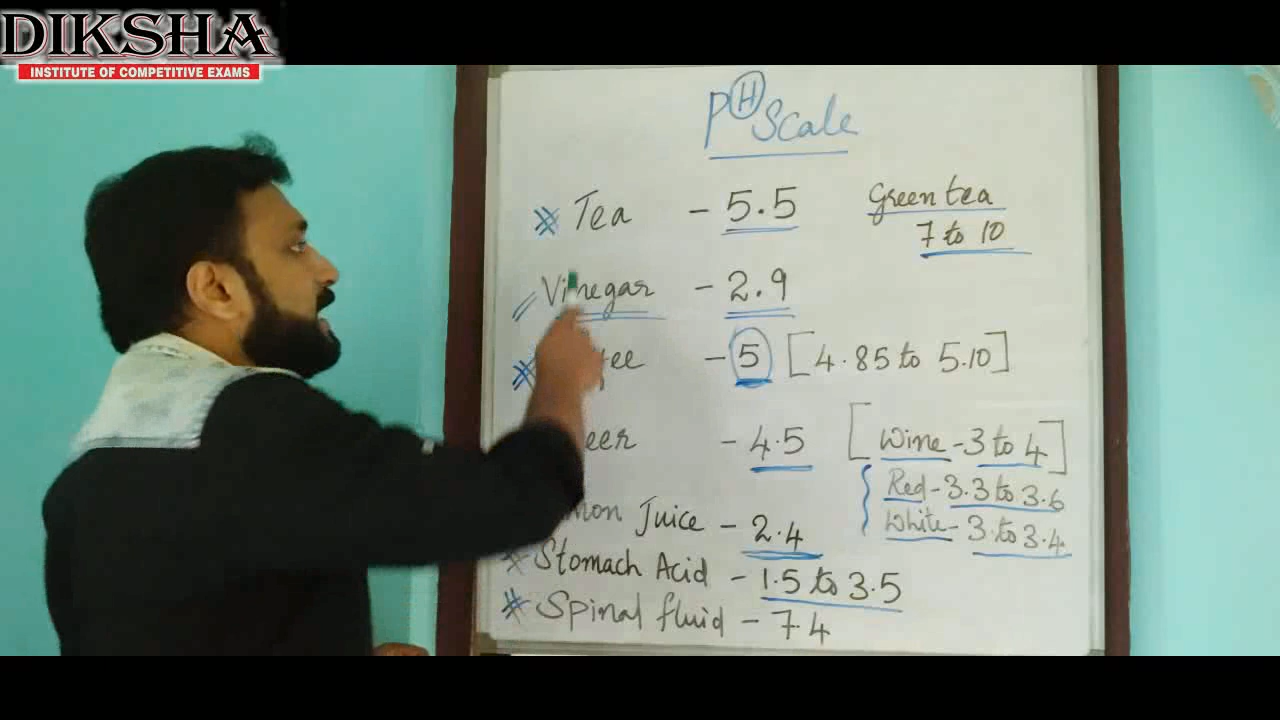 DIKSHA
INSTITUTE OF COMPETITIVE EXAMS
PH Scale
Tea - 5.5 Green tea
7 to 10
Vinegar - 2.9
- 5 [4.85 to 5.10]
- 4.5 [Wine - 3 to 4]
Red - 3.3 to 3.6
White - 3 to 3.4
Juice - 2.4
Stomach Acid - 1.5 to 3.5
Spinal fluid - 7.4